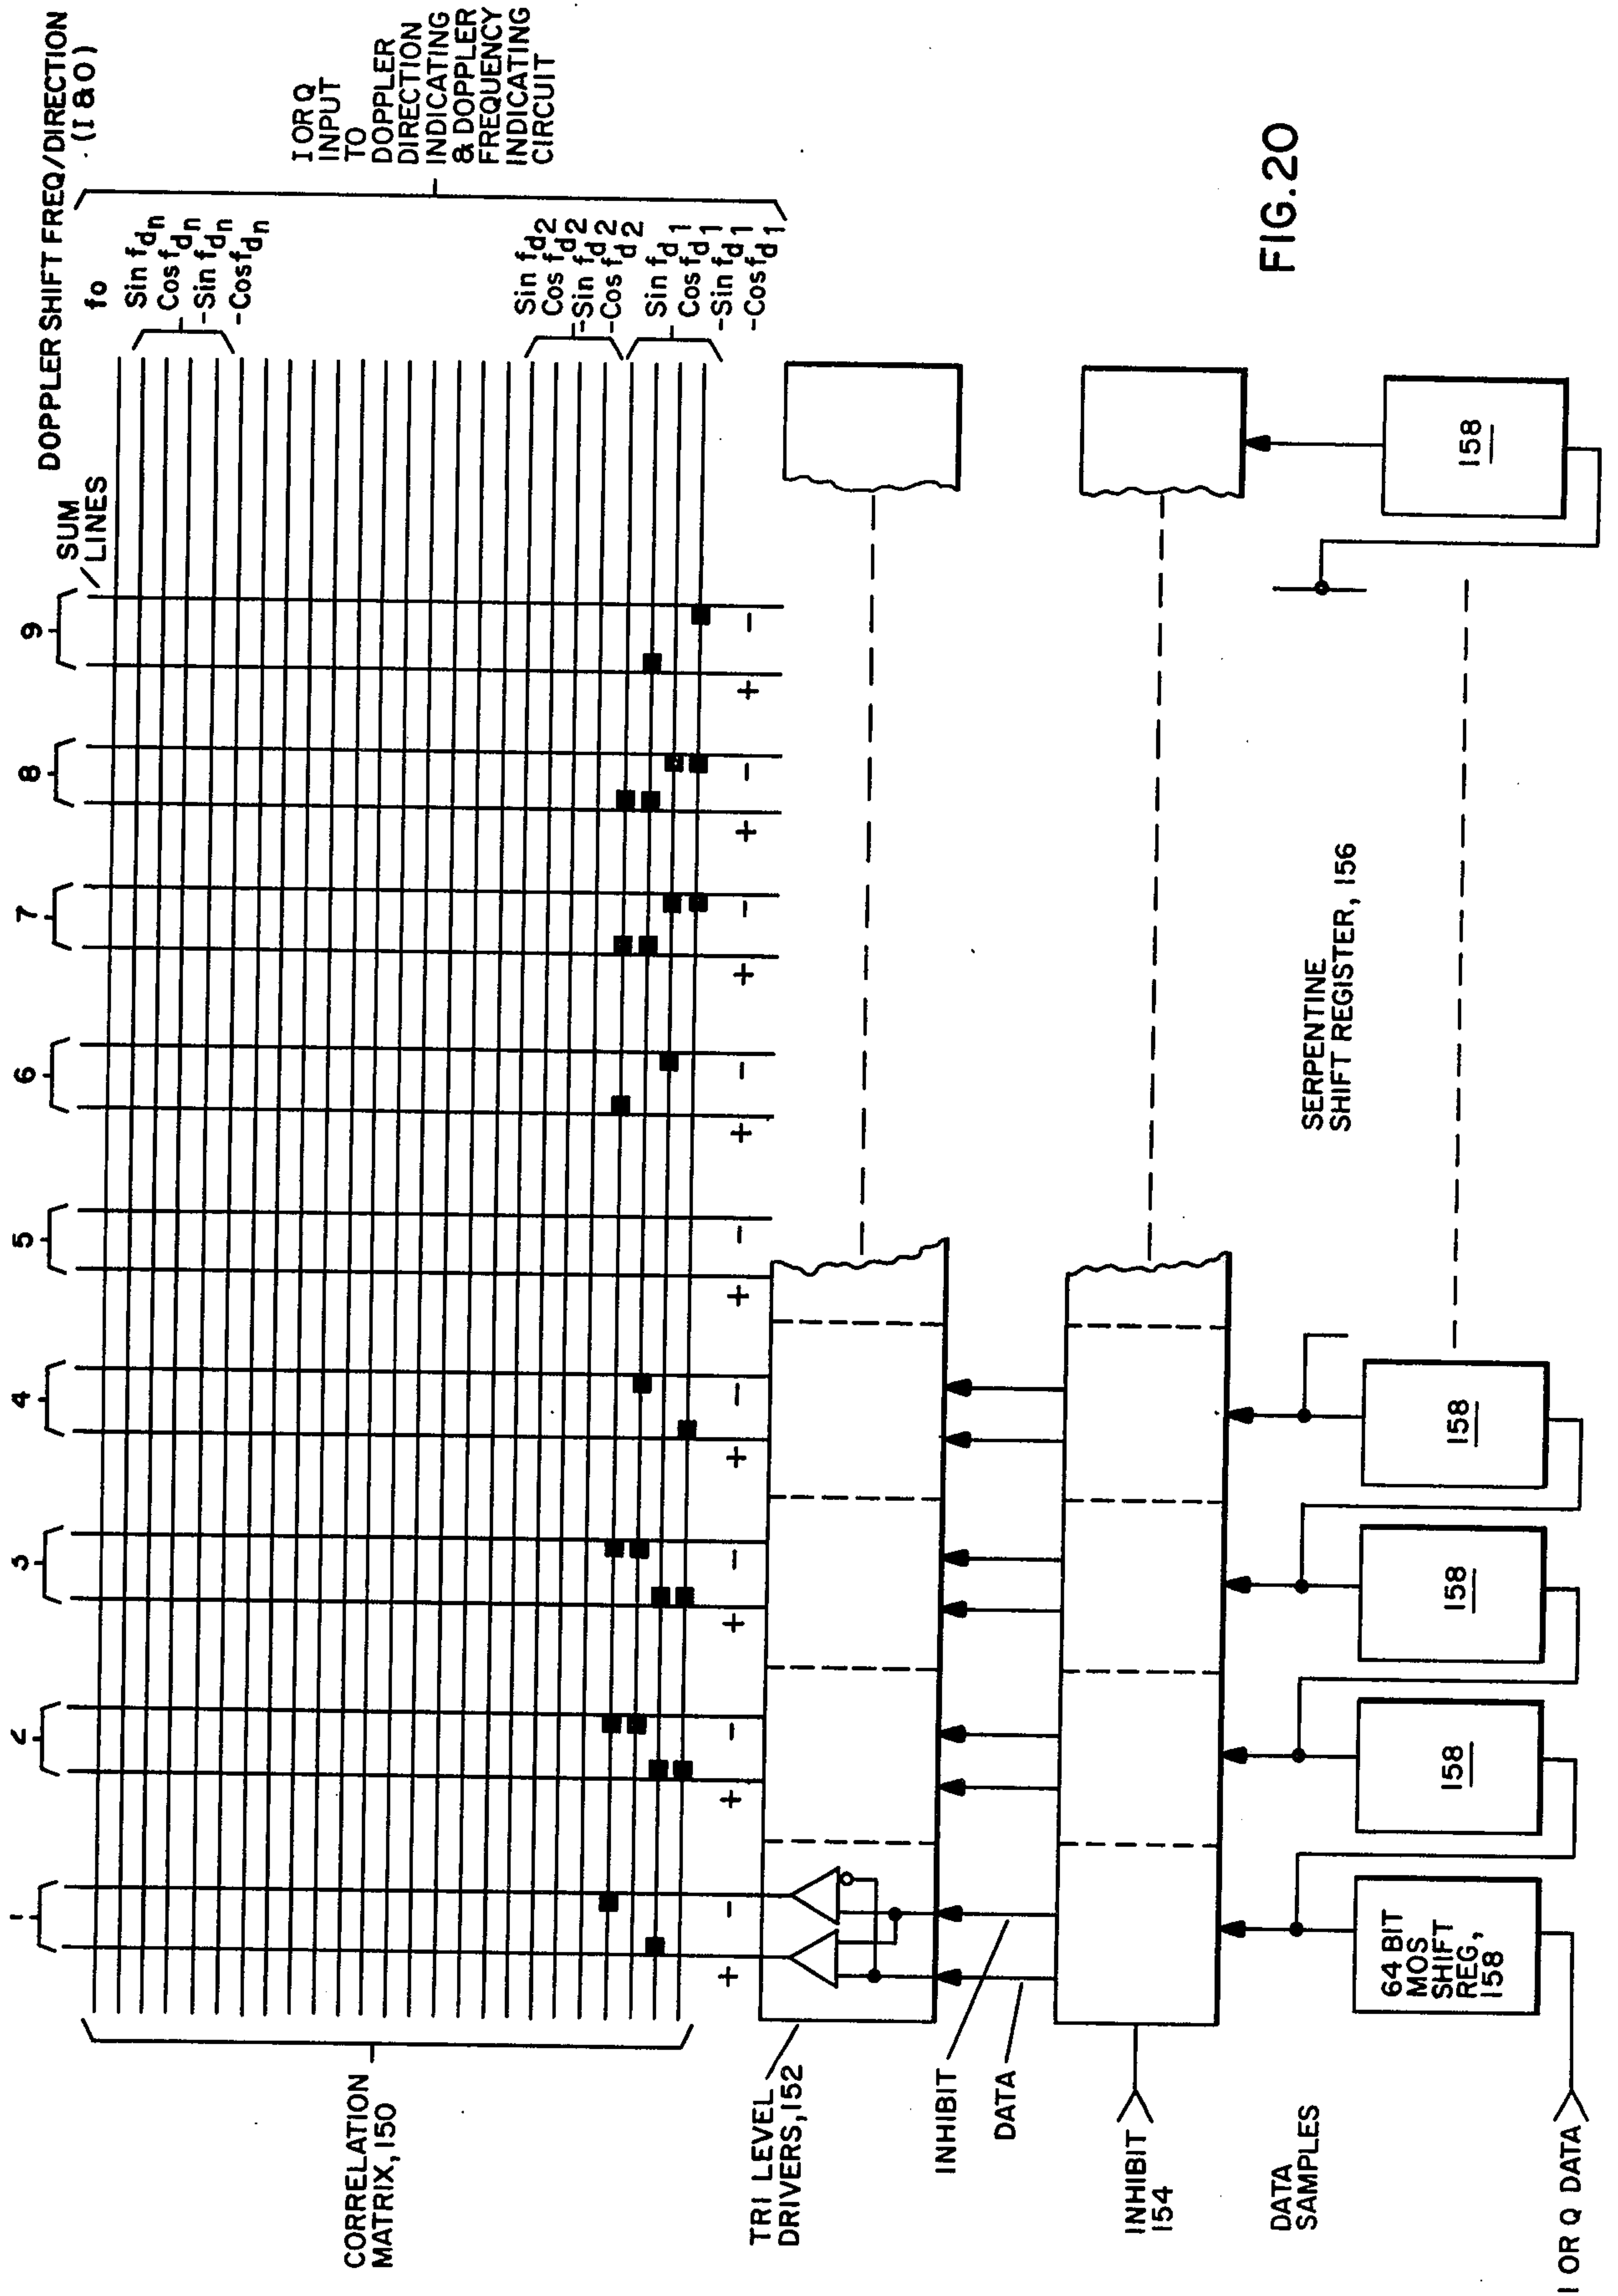 DOPPLER SHIFT FREQ/DIRECTION
(I & O)
SUM
LINES
fo
Sin fdn
Cos fdn
-Sin fdn
-Cosfdn
Sin fd2
Cos fd2
-Sin fd2
-Cos fd2
Sin fd1
Cos fd1
-Sin fd1
-Cos fd1
I OR Q
INPUT
TO
DOPPLER
DIRECTION
INDICATING
& DOPPLER
FREQUENCY
INDICATING
CIRCUIT
1 2 3 4 5 6 7 8 9
+ - + - + - + - + - + - + - + - + -
CORRELATION
MATRIX, 150
TRI LEVEL
DRIVERS, 152
INHIBIT
DATA
INHIBIT
154
DATA
SAMPLES
64 BIT
MOS
SHIFT
REG,
158
158
158
158
158
SERPENTINE
SHIFT REGISTER, 156
I OR Q DATA
FIG. 20